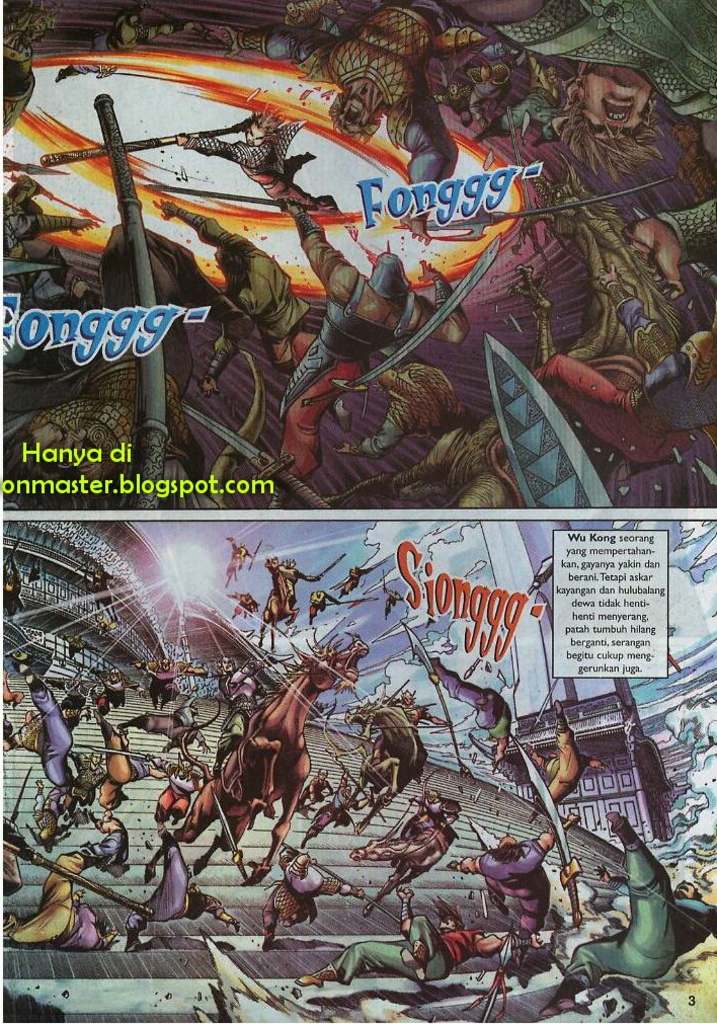 Fonggg-
Fonggg-
Hanya di
onmaster.blogspot.com
Sionggg-
Wu Kong seorang
yang mempertahan-
kan, gayanya yakin dan
berani. Tetapi askar
kayangan dan hulubalang
dewa tidak henti-
henti menyerang,
patah tumbuh hilang
berganti, serangan
begitu cukup meng-
gerunkan juga.
3